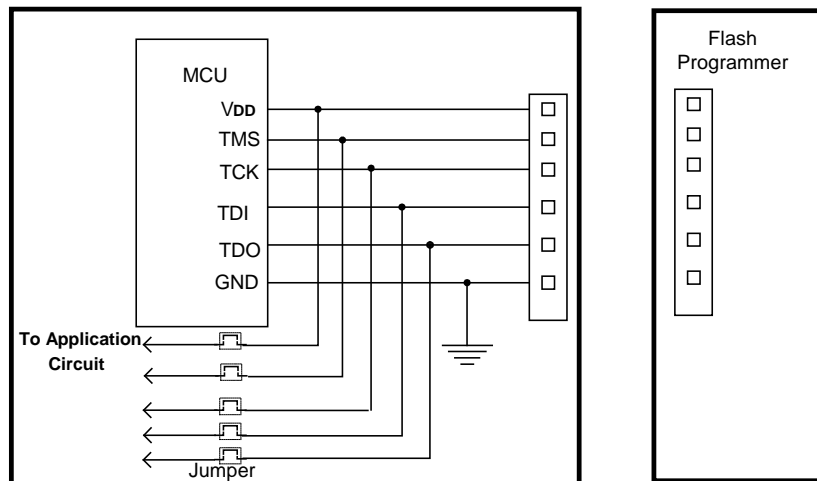 MCU
VDD
TMS
TCK
TDI
TDO
GND
To Application
Circuit
Jumper
Flash
Programmer